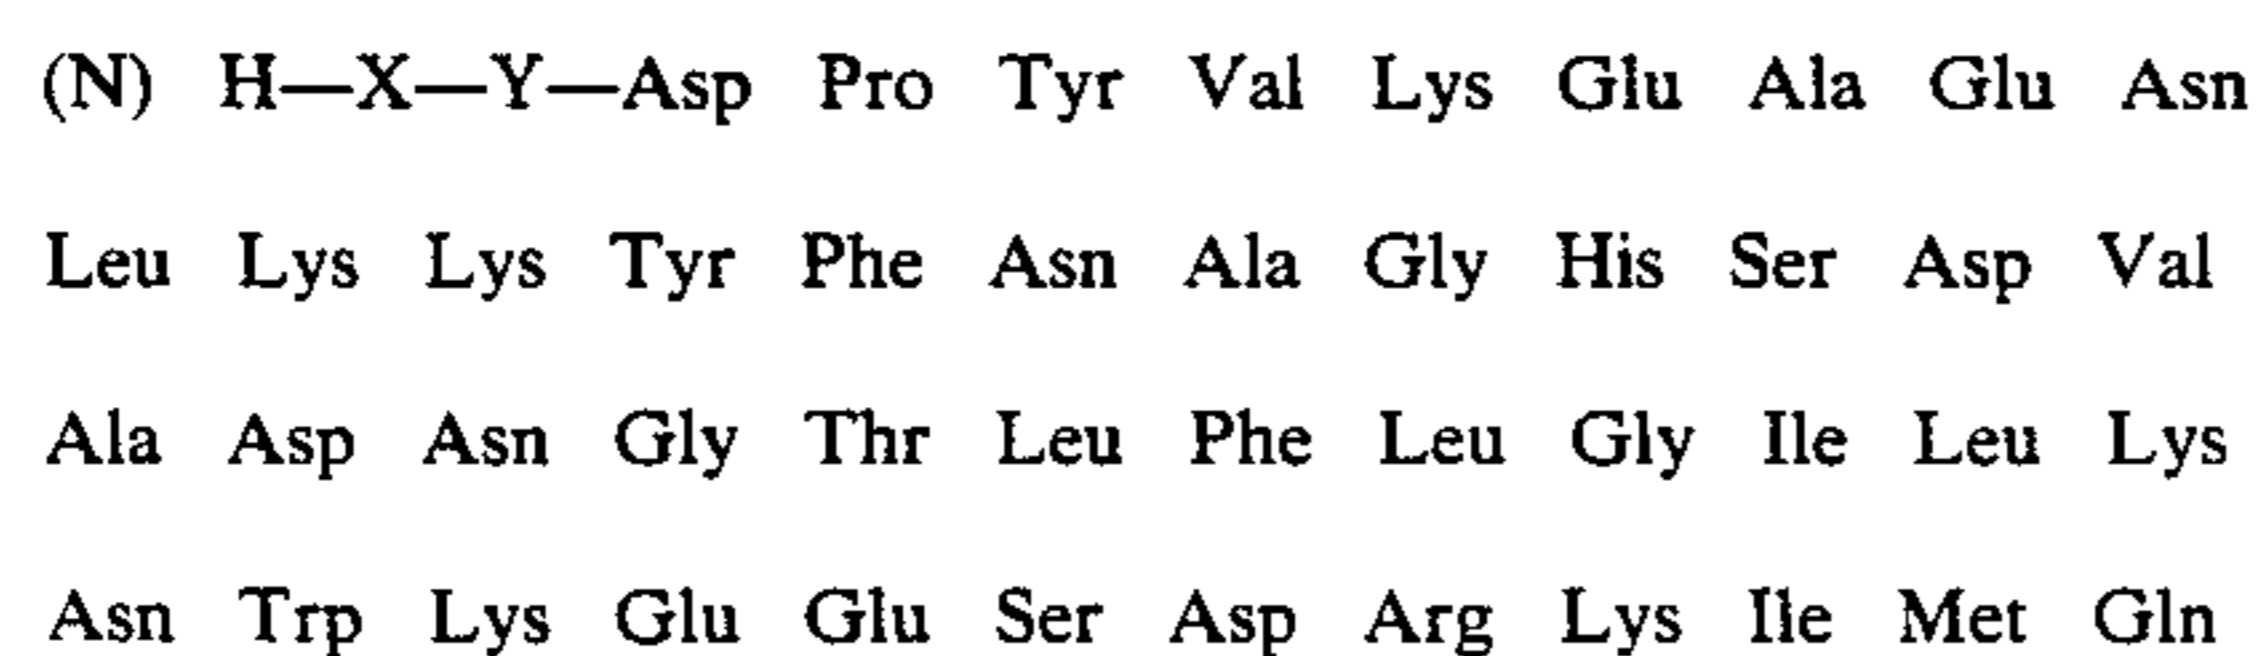 (N) H—X—Y—Asp Pro Tyr Val Lys Glu Ala Glu Asn
Leu Lys Lys Tyr Phe Asn Ala Gly His Ser Asp Val
Ala Asp Asn Gly Thr Leu Phe Leu Gly Ile Leu Lys
Asn Trp Lys Glu Glu Ser Asp Arg Lys Ile Met Gln